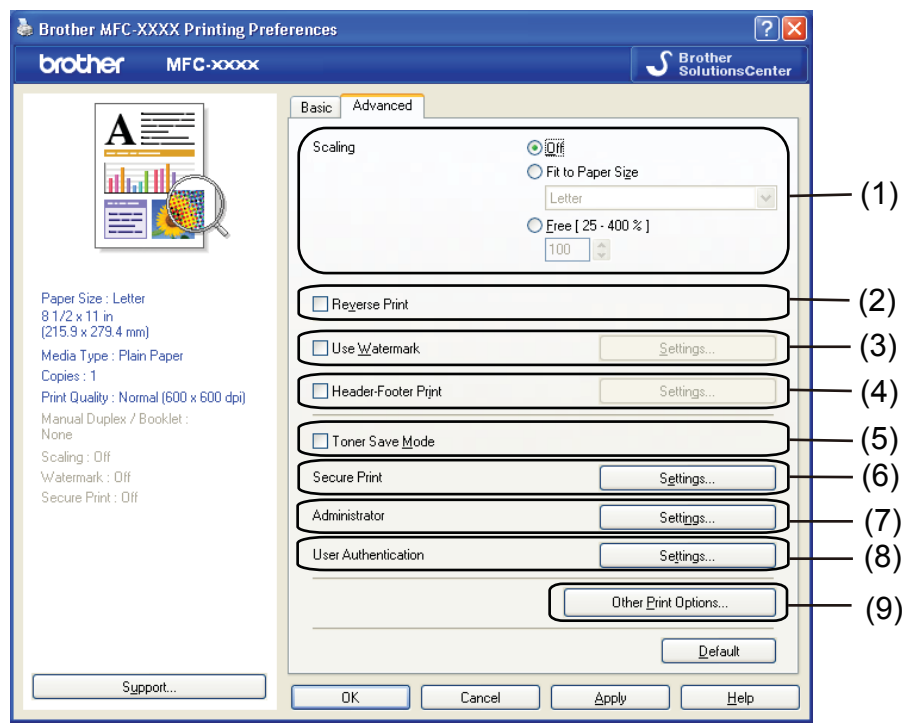 Brother MFC-XXXX Printing Preferences
brother MFC-xxxx
Brother
SolutionsCenter
Basic Advanced
A
Scaling
Off
Fit to Paper Size
Letter
Free [ 25 - 400 % ]
100
(1)
Paper Size : Letter
8 1/2 x 11 in
(215.9 x 279.4 mm)
Media Type : Plain Paper
Copies : 1
Print Quality : Normal (600 x 600 dpi)
Manual Duplex / Booklet :
None
Scaling : Off
Watermark : Off
Secure Print : Off
Reverse Print (2)
Use Watermark Settings... (3)
Header-Footer Print Settings... (4)
Toner Save Mode (5)
Secure Print Settings... (6)
Administrator Settings... (7)
User Authentication Settings... (8)
Other Print Options... (9)
Default
Support...
OK Cancel Apply Help